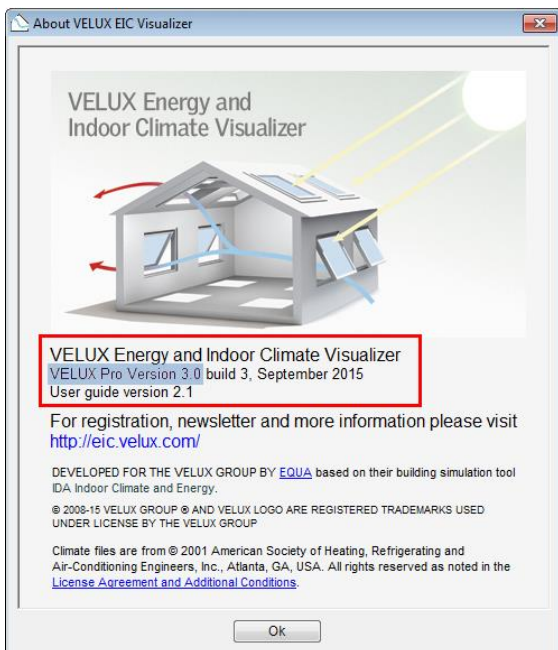 About VELUX EIC Visualizer
VELUX Energy and
Indoor Climate Visualizer
VELUX Energy and Indoor Climate Visualizer
VELUX Pro Version 3.0 build 3, September 2015
User guide version 2.1
For registration, newsletter and more information please visit
http://eic.velux.com/
DEVELOPED FOR THE VELUX GROUP BY EQUA based on their building simulation tool
IDA Indoor Climate and Energy.
© 2008-15 VELUX GROUP ® AND VELUX LOGO ARE REGISTERED TRADEMARKS USED
UNDER LICENSE BY THE VELUX GROUP
Climate files are from © 2001 American Society of Heating, Refrigerating and
Air-Conditioning Engineers, Inc., Atlanta, GA, USA. All rights reserved as noted in the
License Agreement and Additional Conditions.
Ok